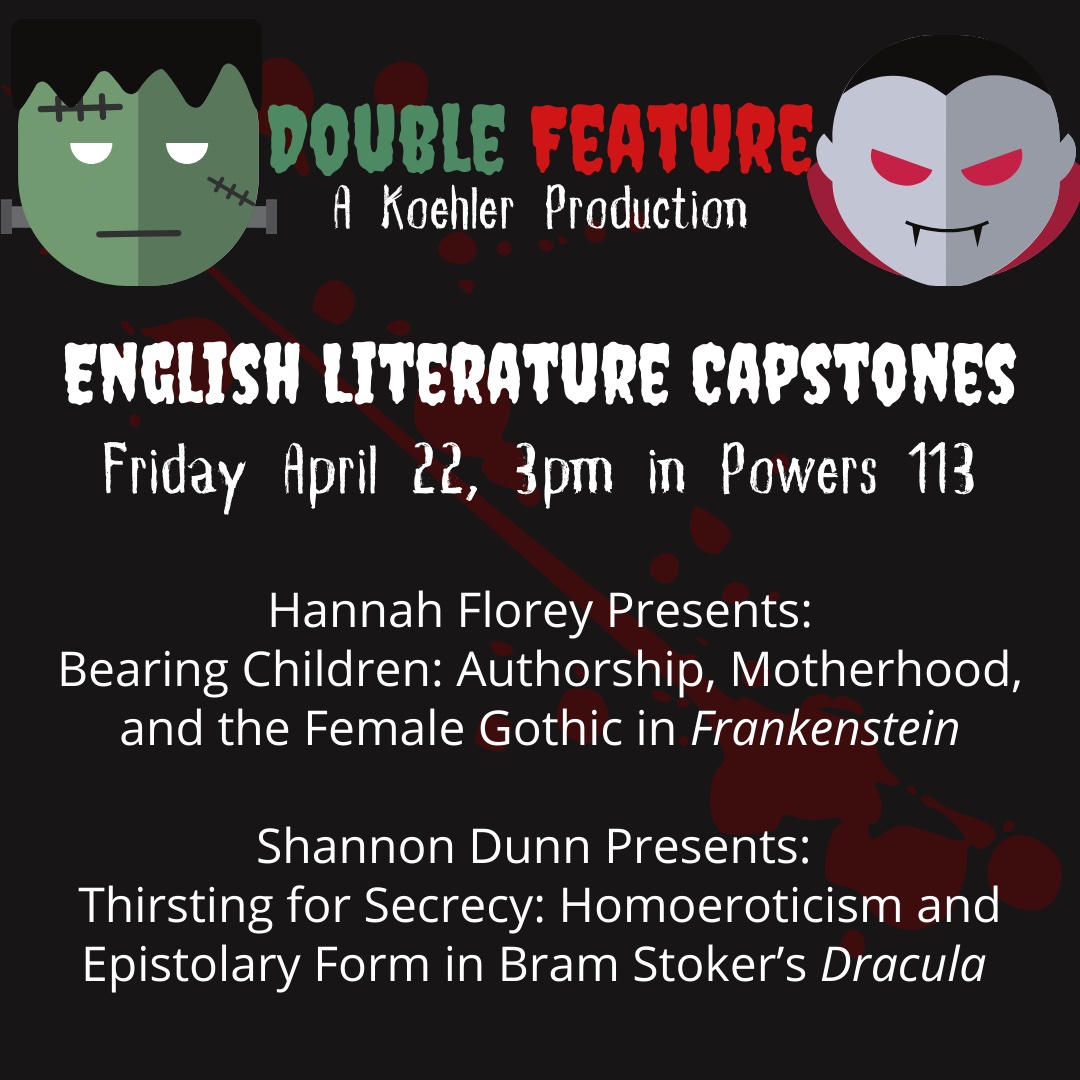 DOUBLE FEATURE
A Koehler Production
ENGLISH LITERATURE CAPSTONES
Friday April 22, 3pm in Powers 113
Hannah Florey Presents:
Bearing Children: Authorship, Motherhood,
and the Female Gothic in Frankenstein
Shannon Dunn Presents:
Thirsting for Secrecy: Homoeroticism and
Epistolary Form in Bram Stoker’s Dracula